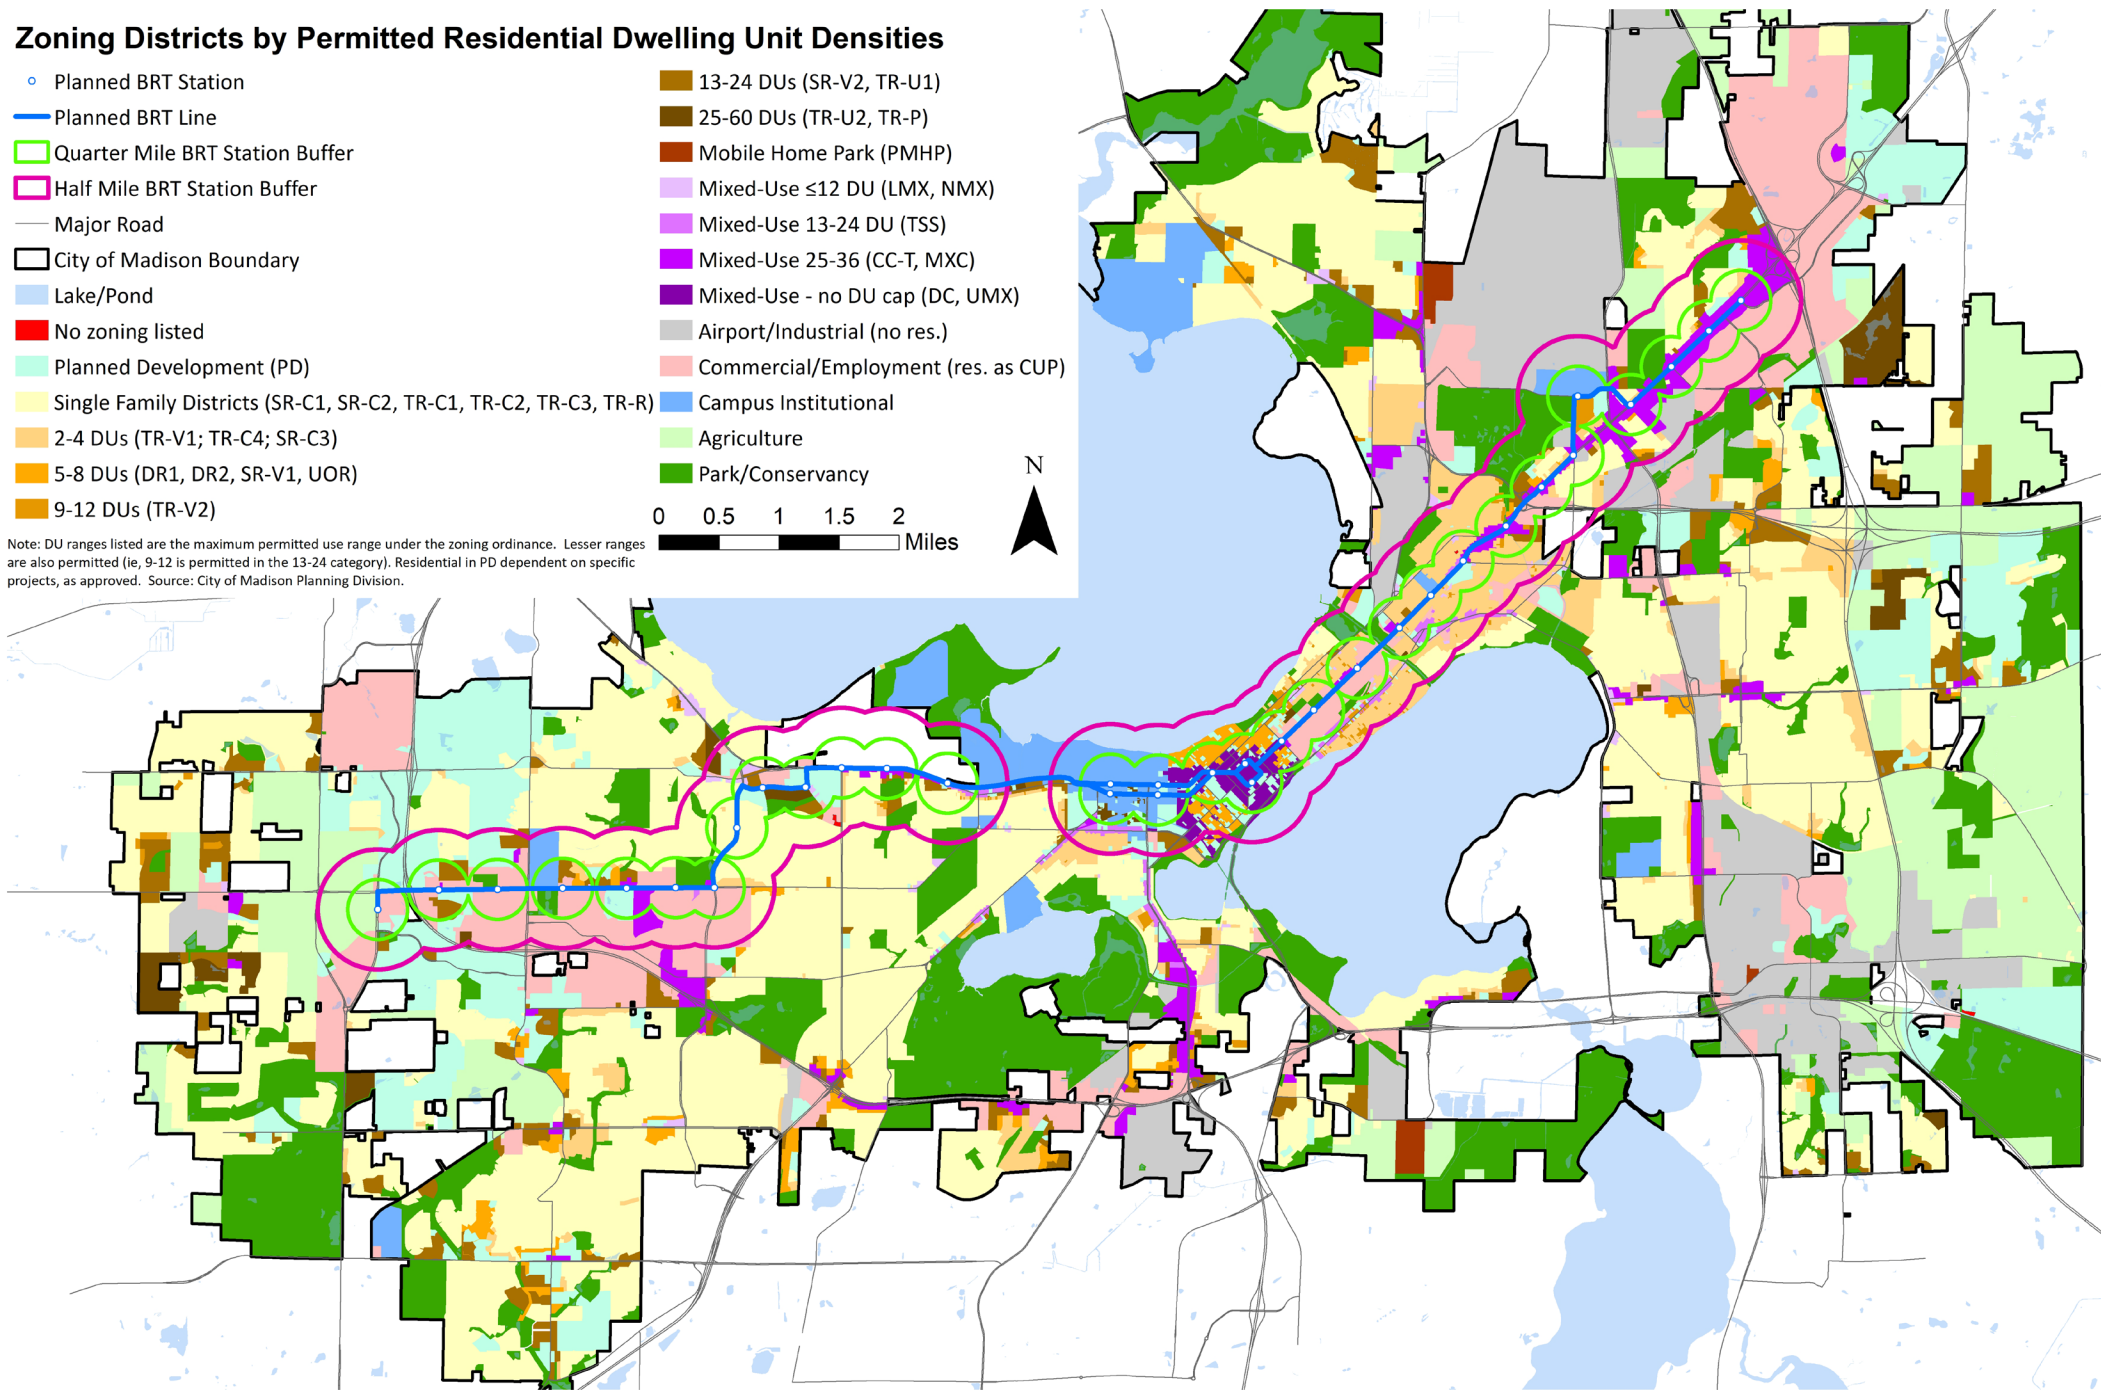 Zoning Districts by Permitted Residential Dwelling Unit Densities
Planned BRT Station
Planned BRT Line
Quarter Mile BRT Station Buffer
Half Mile BRT Station Buffer
Major Road
City of Madison Boundary
Lake/Pond
No zoning listed
Planned Development (PD)
Single Family Districts (SR-C1, SR-C2, TR-C1, TR-C2, TR-C3, TR-R)
2-4 DUs (TR-V1; TR-C4; SR-C3)
5-8 DUs (DR1, DR2, SR-V1, UOR)
9-12 DUs (TR-V2)
13-24 DUs (SR-V2, TR-U1)
25-60 DUs (TR-U2, TR-P)
Mobile Home Park (PMHP)
Mixed-Use ≤12 DU (LMX, NMX)
Mixed-Use 13-24 DU (TSS)
Mixed-Use 25-36 (CC-T, MXC)
Mixed-Use - no DU cap (DC, UMX)
Airport/Industrial (no res.)
Commercial/Employment (res. as CUP)
Campus Institutional
Agriculture
Park/Conservancy
N
0 0.5 1 1.5 2
Miles
Note: DU ranges listed are the maximum permitted use range under the zoning ordinance. Lesser ranges
are also permitted (ie, 9-12 is permitted in the 13-24 category). Residential in PD dependent on specific
projects, as approved. Source: City of Madison Planning Division.